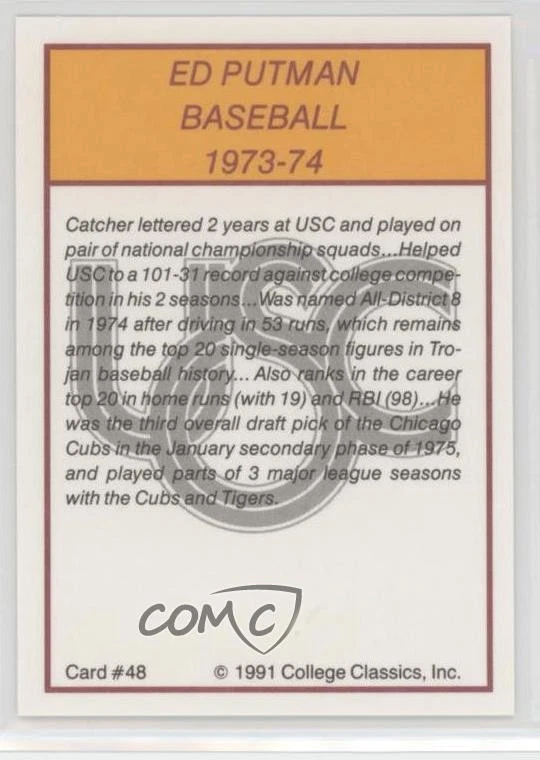 ED PUTMAN
BASEBALL
1973-74
Catcher lettered 2 years at USC and played on
pair of national championship squads...Helped
USC to a 101-31 record against college compe-
tition in his 2 seasons...Was named All-District 8
in 1974 after driving in 53 runs, which remains
among the top 20 single-season figures in Tro-
jan baseball history... Also ranks in the career
top 20 in home runs (with 19) and RBI (98)...He
was the third overall draft pick of the Chicago
Cubs in the January secondary phase of 1975,
and played parts of 3 major league seasons
with the Cubs and Tigers.
USC
COMC
Card #48 © 1991 College Classics, Inc.